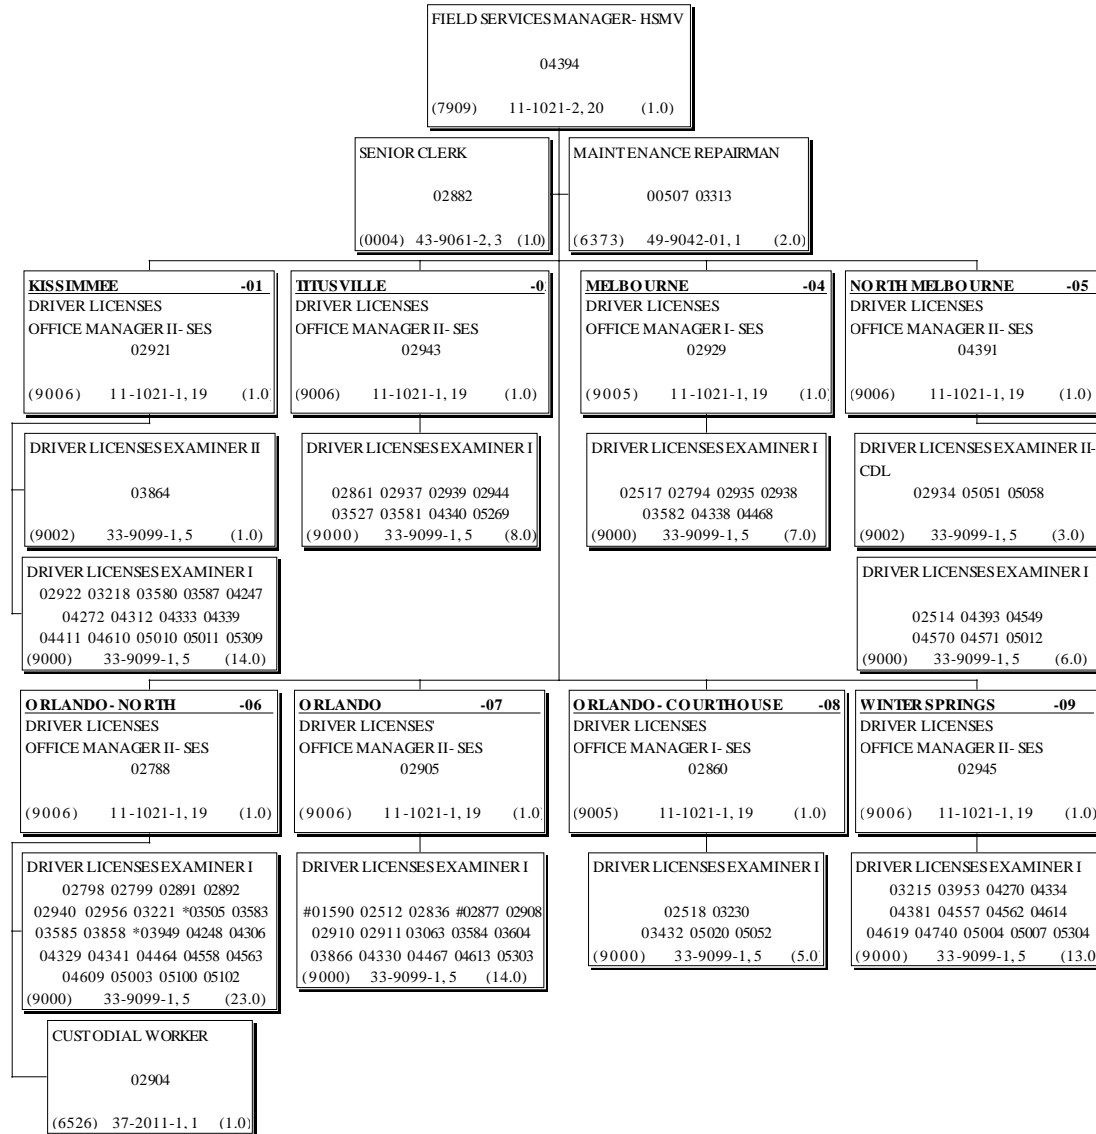 FIELD SERVICES MANAGER- HSMV
04394
(7909) 11-1021-2, 20 (1.0)
SENIOR CLERK
02882
(0004) 43-9061-2, 3 (1.0)
MAINTENANCE REPAIRMAN
00507 03313
(6373) 49-9042-01, 1 (2.0)
KISSIMMEE -01
DRIVER LICENSES
OFFICE MANAGER II- SES
02921
(9006) 11-1021-1, 19 (1.0
TITUSVILLE -0
DRIVER LICENSES
OFFICE MANAGER II- SES
02943
(9006) 11-1021-1, 19 (1.0)
MELBOURNE -04
DRIVER LICENSES
OFFICE MANAGER I- SES
02929
(9005) 11-1021-1, 19 (1.0)
NORTH MELBOURNE -05
DRIVER LICENSES
OFFICE MANAGER II- SES
04391
(9006) 11-1021-1, 19 (1.0)
DRIVER LICENSES EXAMINER II
03864
(9002) 33-9099-1, 5 (1.0)
DRIVER LICENSES EXAMINER I
02861 02937 02939 02944
03527 03581 04340 05269
(9000) 33-9099-1, 5 (8.0)
DRIVER LICENSES EXAMINER I
02517 02794 02935 02938
03582 04338 04468
(9000) 33-9099-1, 5 (7.0)
DRIVER LICENSES EXAMINER II-
CDL
02934 05051 05058
(9002) 33-9099-1, 5 (3.0)
DRIVER LICENSES EXAMINER I
02922 03218 03580 03587 04247
04272 04312 04333 04339
04411 04610 05010 05011 05309
(9000) 33-9099-1, 5 (14.0)
DRIVER LICENSES EXAMINER I
02514 04393 04549
04570 04571 05012
(9000) 33-9099-1, 5 (6.0)
ORLANDO- NORTH -06
DRIVER LICENSES
OFFICE MANAGER II- SES
02788
(9006) 11-1021-1, 19 (1.0)
ORLANDO -07
DRIVER LICENSES'
OFFICE MANAGER II- SES
02905
(9006) 11-1021-1, 19 (1.0
ORLANDO- COURTHOUSE -08
DRIVER LICENSES
OFFICE MANAGER I- SES
02860
(9005) 11-1021-1, 19 (1.0)
WINTER SPRINGS -09
DRIVER LICENSES
OFFICE MANAGER II- SES
02945
(9006) 11-1021-1, 19 (1.0)
DRIVER LICENSES EXAMINER I
02798 02799 02891 02892
02940 02956 03221 *03505 03583
03585 03858 *03949 04248 04306
04329 04341 04464 04558 04563
04609 05003 05100 05102
(9000) 33-9099-1, 5 (23.0)
DRIVER LICENSES EXAMINER I
#01590 02512 02836 #02877 02908
02910 02911 03063 03584 03604
03866 04330 04467 04613 05303
(9000) 33-9099-1, 5 (14.0)
DRIVER LICENSES EXAMINER I
02518 03230
03432 05020 05052
(9000) 33-9099-1, 5 (5.0)
DRIVER LICENSES EXAMINER I
03215 03953 04270 04334
04381 04557 04562 04614
04619 04740 05004 05007 05304
(9000) 33-9099-1, 5 (13.0
CUSTODIAL WORKER
02904
(6526) 37-2011-1, 1 (1.0)